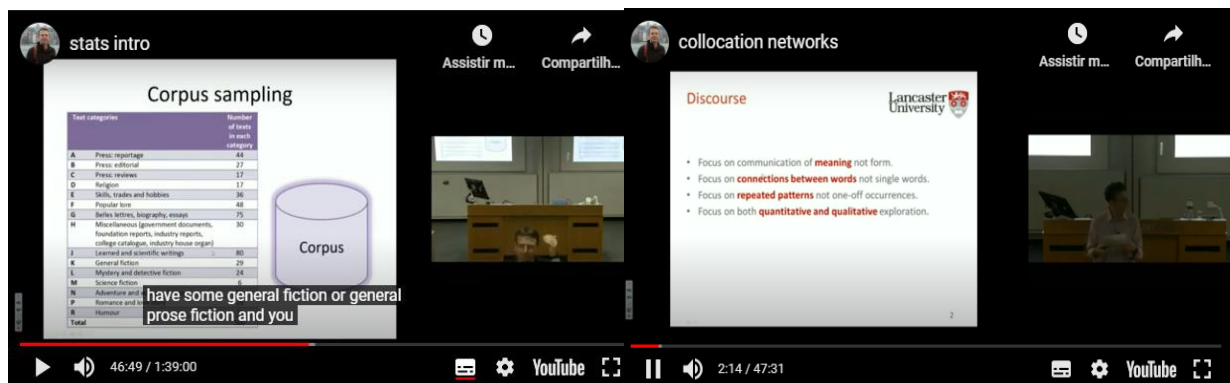 stats intro
Assistir m...
Compartilh...
Corpus sampling
Text categories
Number
of texts
in each
category
A Press: reportage 44
B Press: editorial 27
C Press: reviews 17
D Religion 17
E Skills, trades and hobbies 36
F Popular lore 48
G Belles lettres, biography, essays 75
H Miscellaneous (government documents, 30
foundation reports, industry reports,
college catalogue, industry house organ)
J Learned and scientific writings 80
K General fiction 29
L Mystery and detective fiction 24
M Science fiction 6
N Adventure and
P Romance and
R Humour
Total
Corpus
have some general fiction or general
prose fiction and you
46:49 / 1:39:00
YouTube
collocation networks
Assistir m...
Compartilh...
Discourse
Lancaster
University
• Focus on communication of meaning not form.
• Focus on connections between words not single words.
• Focus on repeated patterns not one-off occurrences.
• Focus on both quantitative and qualitative exploration.
2
2:14 / 47:31
YouTube